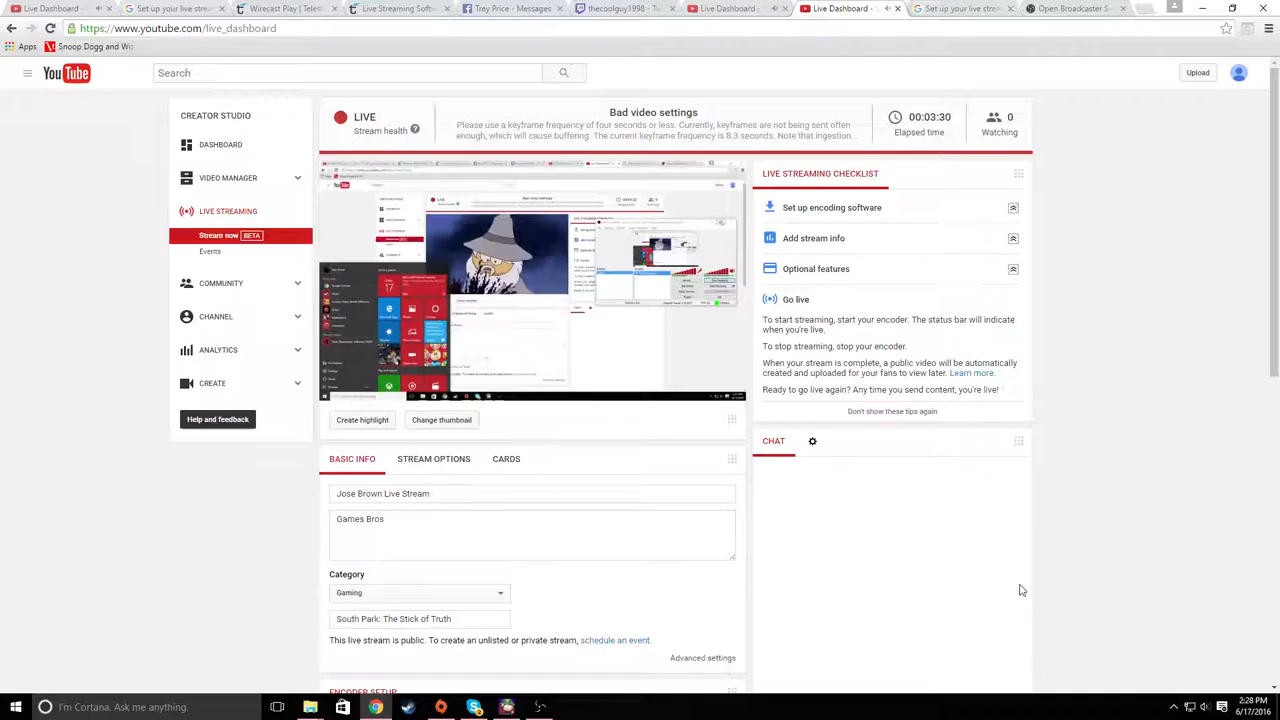 Live Dashboard
Set up your live stre
Wirecast Play | Telest
Live Streaming Softw
Trey Price - Messages
thecoolguy1998 - Tw
Live Dashboard
Live Dashboard -
Set up your live strea
Open Broadcaster S
https://www.youtube.com/live_dashboard
Apps
Snoop Dogg and Wiz
YouTube
Search
Upload
CREATOR STUDIO
DASHBOARD
VIDEO MANAGER
LIVE STREAMING
Stream now BETA
Events
COMMUNITY
CHANNEL
ANALYTICS
CREATE
Help and feedback
LIVE
Stream health ?
Bad video settings
Please use a keyframe frequency of four seconds or less. Currently, keyframes are not being sent often
enough, which will cause buffering. The current keyframe frequency is 8.3 seconds. Note that ingestion...
00:03:30
Elapsed time
0
Watching
Create highlight
Change thumbnail
BASIC INFO
STREAM OPTIONS
CARDS
Jose Brown Live Stream
Games Bros
Category
Gaming
South Park: The Stick of Truth
This live stream is public. To create an unlisted or private stream, schedule an event.
Advanced settings
ENCODER SETUP
LIVE STREAMING CHECKLIST
Set up encoding software
Add stream info
Optional features
Go live
To start streaming, start your encoder. The status bar will indicate
when you're live.
To stop streaming, stop your encoder.
When your stream is complete, a public video will be automatically
created and uploaded for your fans to view later. Learn more.
Ready to go live again? Any time you send content, you're live!
Don't show these tips again
CHAT
I'm Cortana. Ask me anything.
2:28 PM
6/17/2016